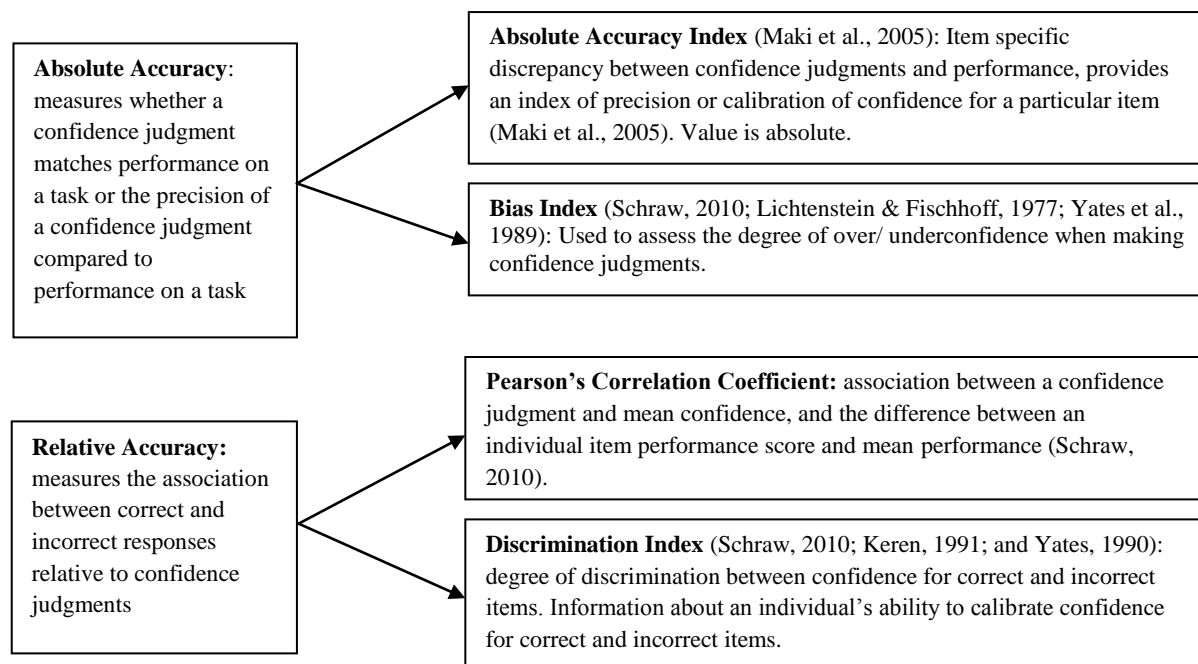 Absolute Accuracy:
measures whether a
confidence judgment
matches performance on
a task or the precision of
a confidence judgment
compared to
performance on a task
Absolute Accuracy Index (Maki et al., 2005): Item specific
discrepancy between confidence judgments and performance, provides
an index of precision or calibration of confidence for a particular item
(Maki et al., 2005). Value is absolute.
Bias Index (Schraw, 2010; Lichtenstein & Fischhoff, 1977; Yates et al.,
1989): Used to assess the degree of over/ underconfidence when making
confidence judgments.
Relative Accuracy:
measures the association
between correct and
incorrect responses
relative to confidence
judgments
Pearson’s Correlation Coefficient: association between a confidence
judgment and mean confidence, and the difference between an
individual item performance score and mean performance (Schraw,
2010).
Discrimination Index (Schraw, 2010; Keren, 1991; and Yates, 1990):
degree of discrimination between confidence for correct and incorrect
items. Information about an individual’s ability to calibrate confidence
for correct and incorrect items.